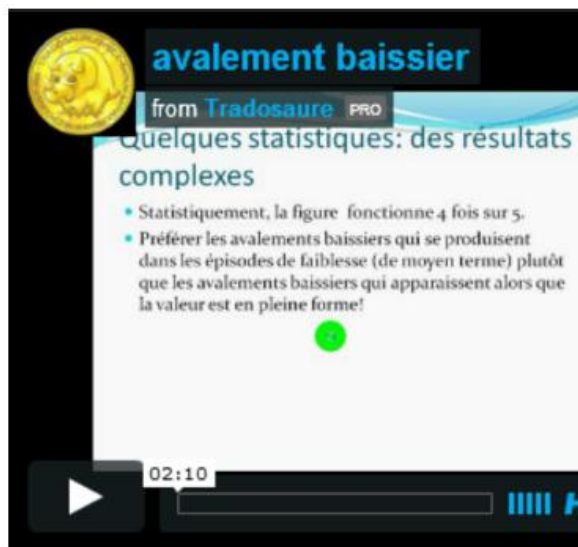 avalement baissier
from Tradosaure PRO
Quelques statistiques: des résultats
complexes
• Statistiquement, la figure fonctionne 4 fois sur 5.
• Préférer les avalements baissiers qui se produisent
dans les épisodes de faiblesse (de moyen terme) plutôt
que les avalements baissiers qui apparaissent alors que
la valeur est en pleine forme!
02:10